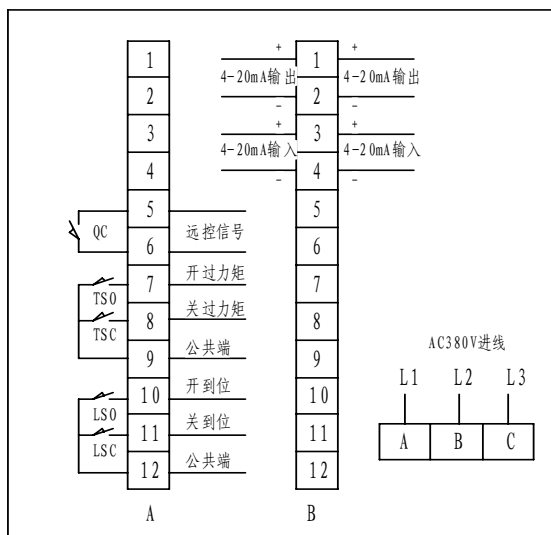 1
2
3
4
5
6
7
8
9
10
11
12
A
QC
TSO
TSC
LSO
LSC
远控信号
开过力矩
关过力矩
公共端
开到位
关到位
公共端
+ +
4-20mA输出 4-20mA输出
- -
+ +
4-20mA输入 4-20mA输入
- -
1
2
3
4
5
6
7
8
9
10
11
12
B
AC380V进线
L1 L2 L3
A B C